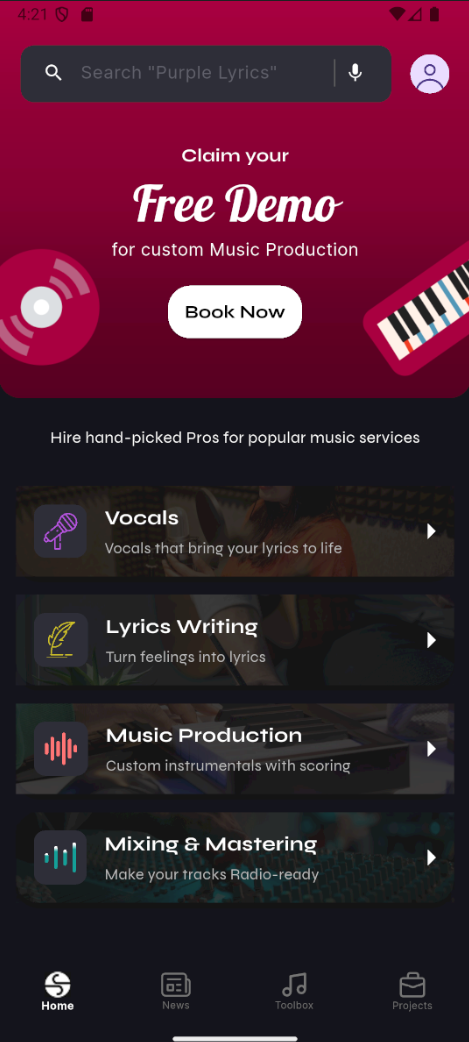 4:21
Search "Purple Lyrics"
Claim your
Free Demo
for custom Music Production
Book Now
Hire hand-picked Pros for popular music services
Vocals
Vocals that bring your lyrics to life
Lyrics Writing
Turn feelings into lyrics
Music Production
Custom instrumentals with scoring
Mixing & Mastering
Make your tracks Radio-ready
Home
News
Toolbox
Projects